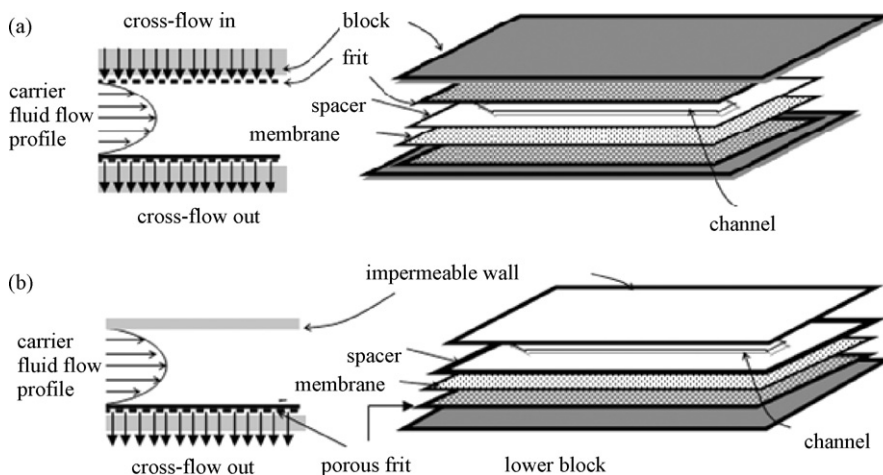 (a)
cross-flow in
block
frit
carrier
fluid flow
profile
spacer
membrane
cross-flow out
channel
(b)
impermeable wall
carrier
fluid flow
profile
spacer
membrane
channel
cross-flow out
porous frit
lower block